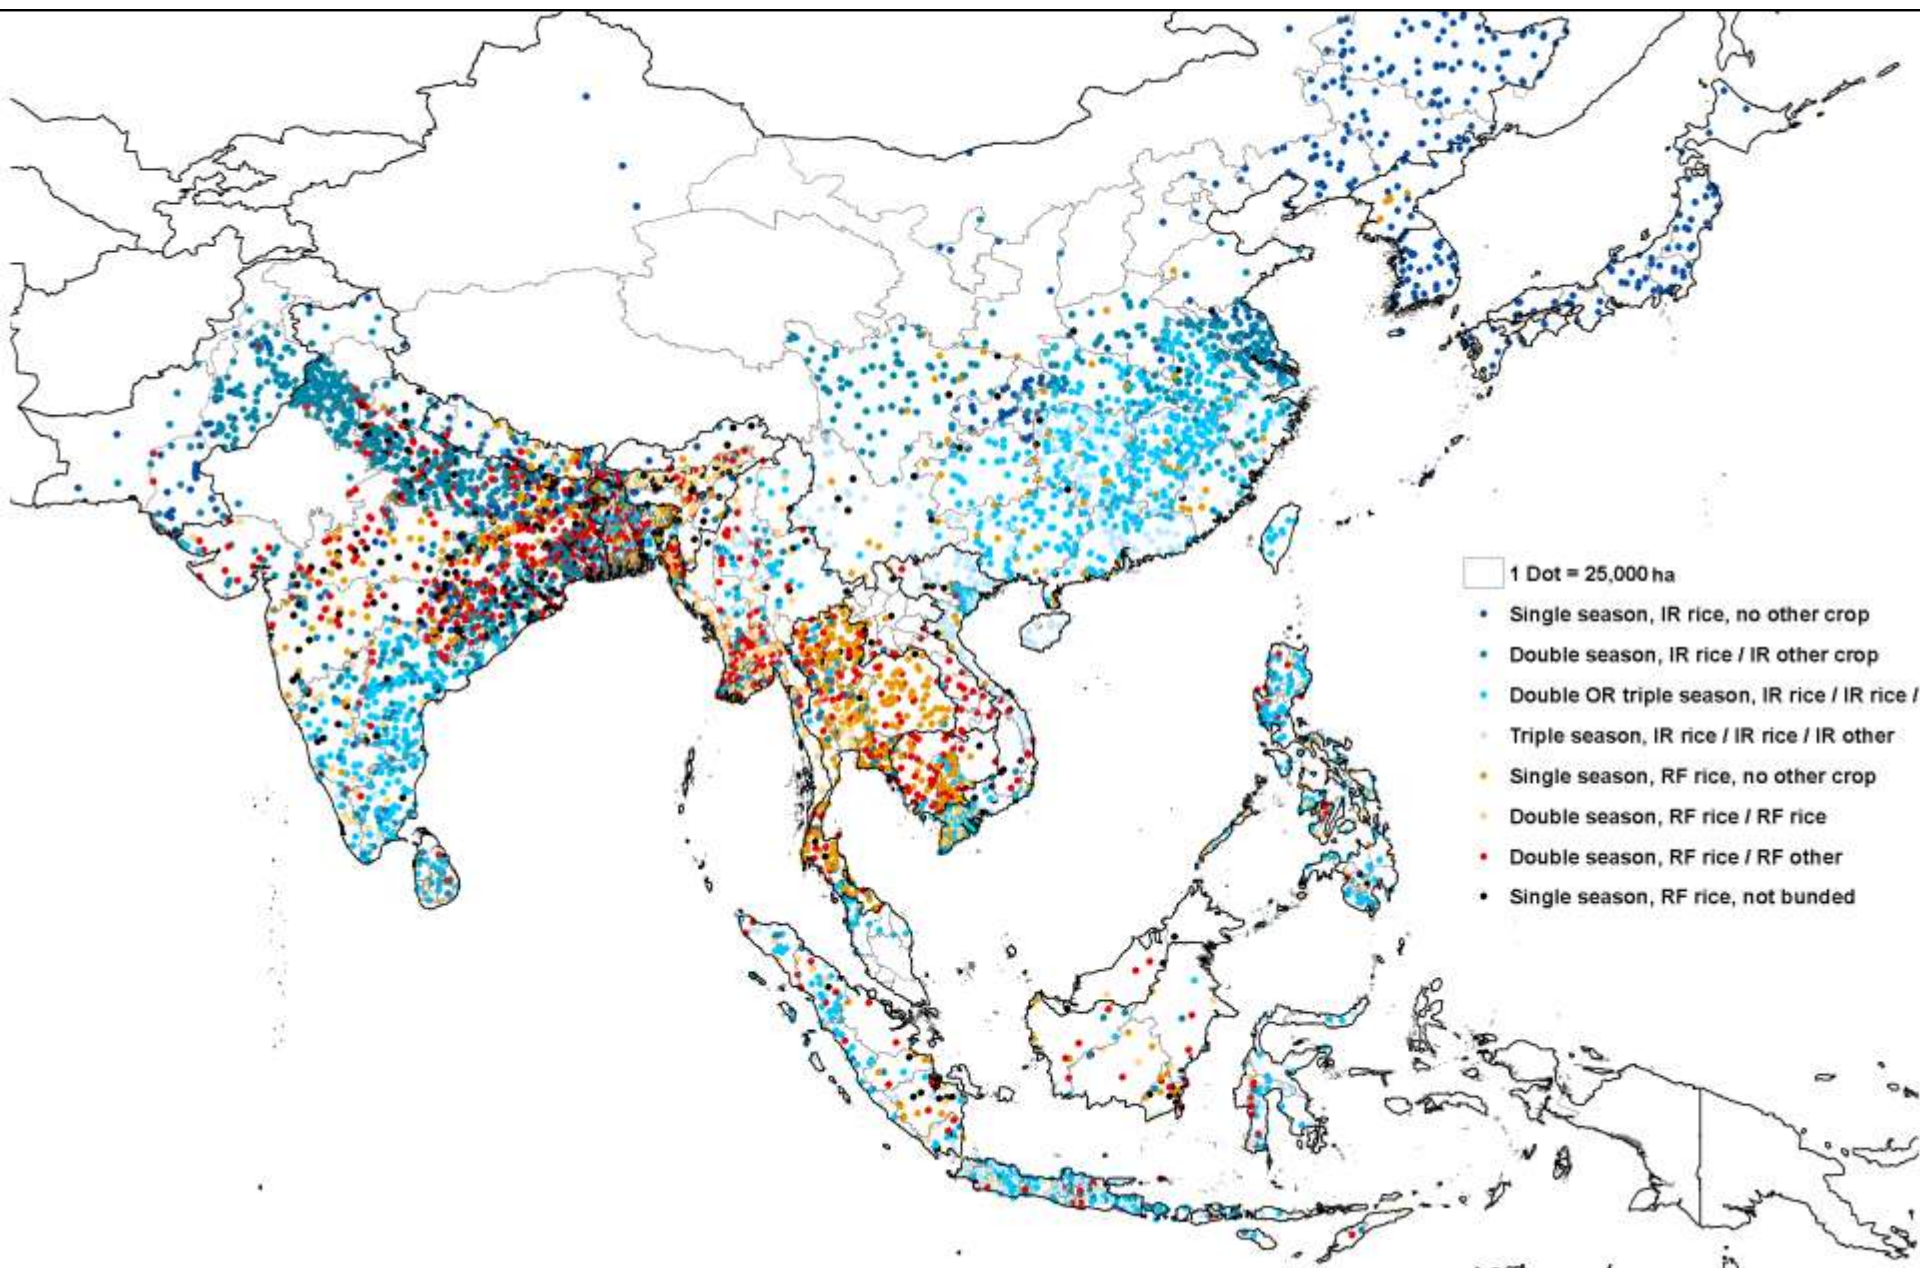 1 Dot = 25,000 ha
Single season, IR rice, no other crop
Double season, IR rice / IR other crop
Double OR triple season, IR rice / IR rice /
Triple season, IR rice / IR rice / IR other
Single season, RF rice, no other crop
Double season, RF rice / RF rice
Double season, RF rice / RF other
Single season, RF rice, not bunded